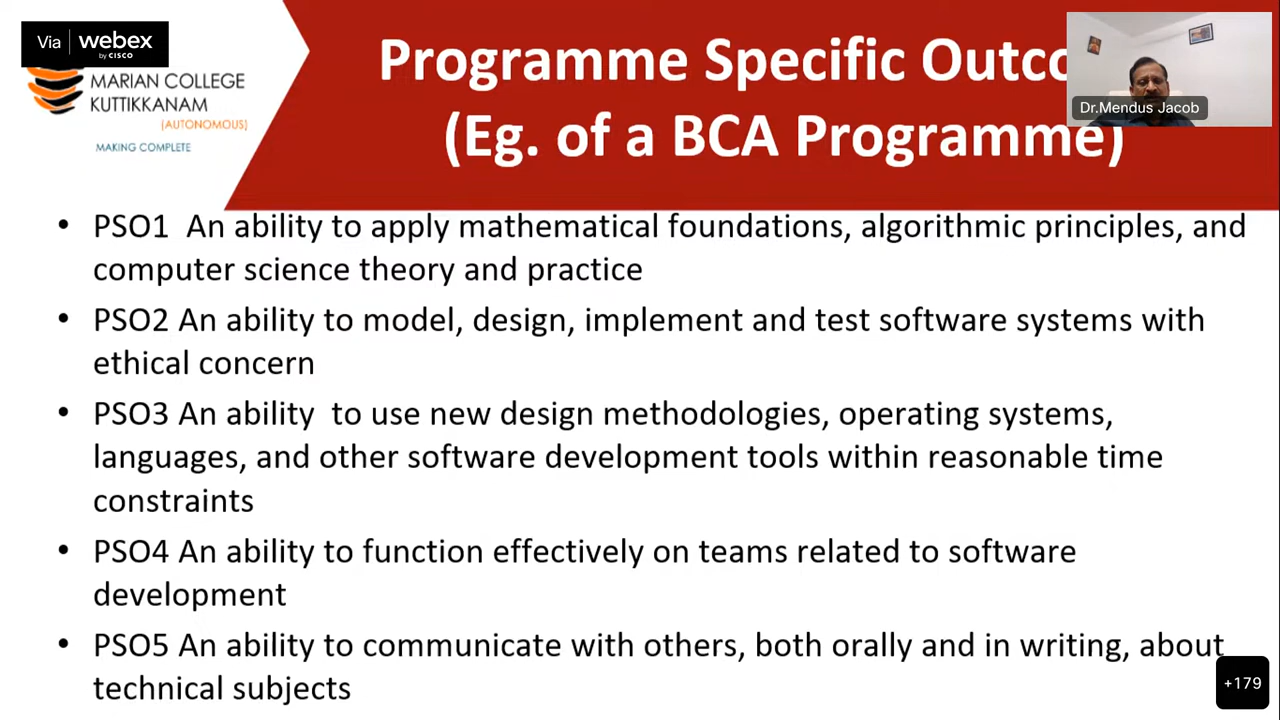 Via webex
by CISCO
MARIAN COLLEGE
KUTTIKKANAM
(AUTONOMOUS)
MAKING COMPLETE
Programme Specific Outco
(Eg. of a BCA Programme)
Dr.Mendus Jacob
• PSO1 An ability to apply mathematical foundations, algorithmic principles, and
computer science theory and practice
• PSO2 An ability to model, design, implement and test software systems with
ethical concern
• PSO3 An ability to use new design methodologies, operating systems,
languages, and other software development tools within reasonable time
constraints
• PSO4 An ability to function effectively on teams related to software
development
• PSO5 An ability to communicate with others, both orally and in writing, about
technical subjects
+179